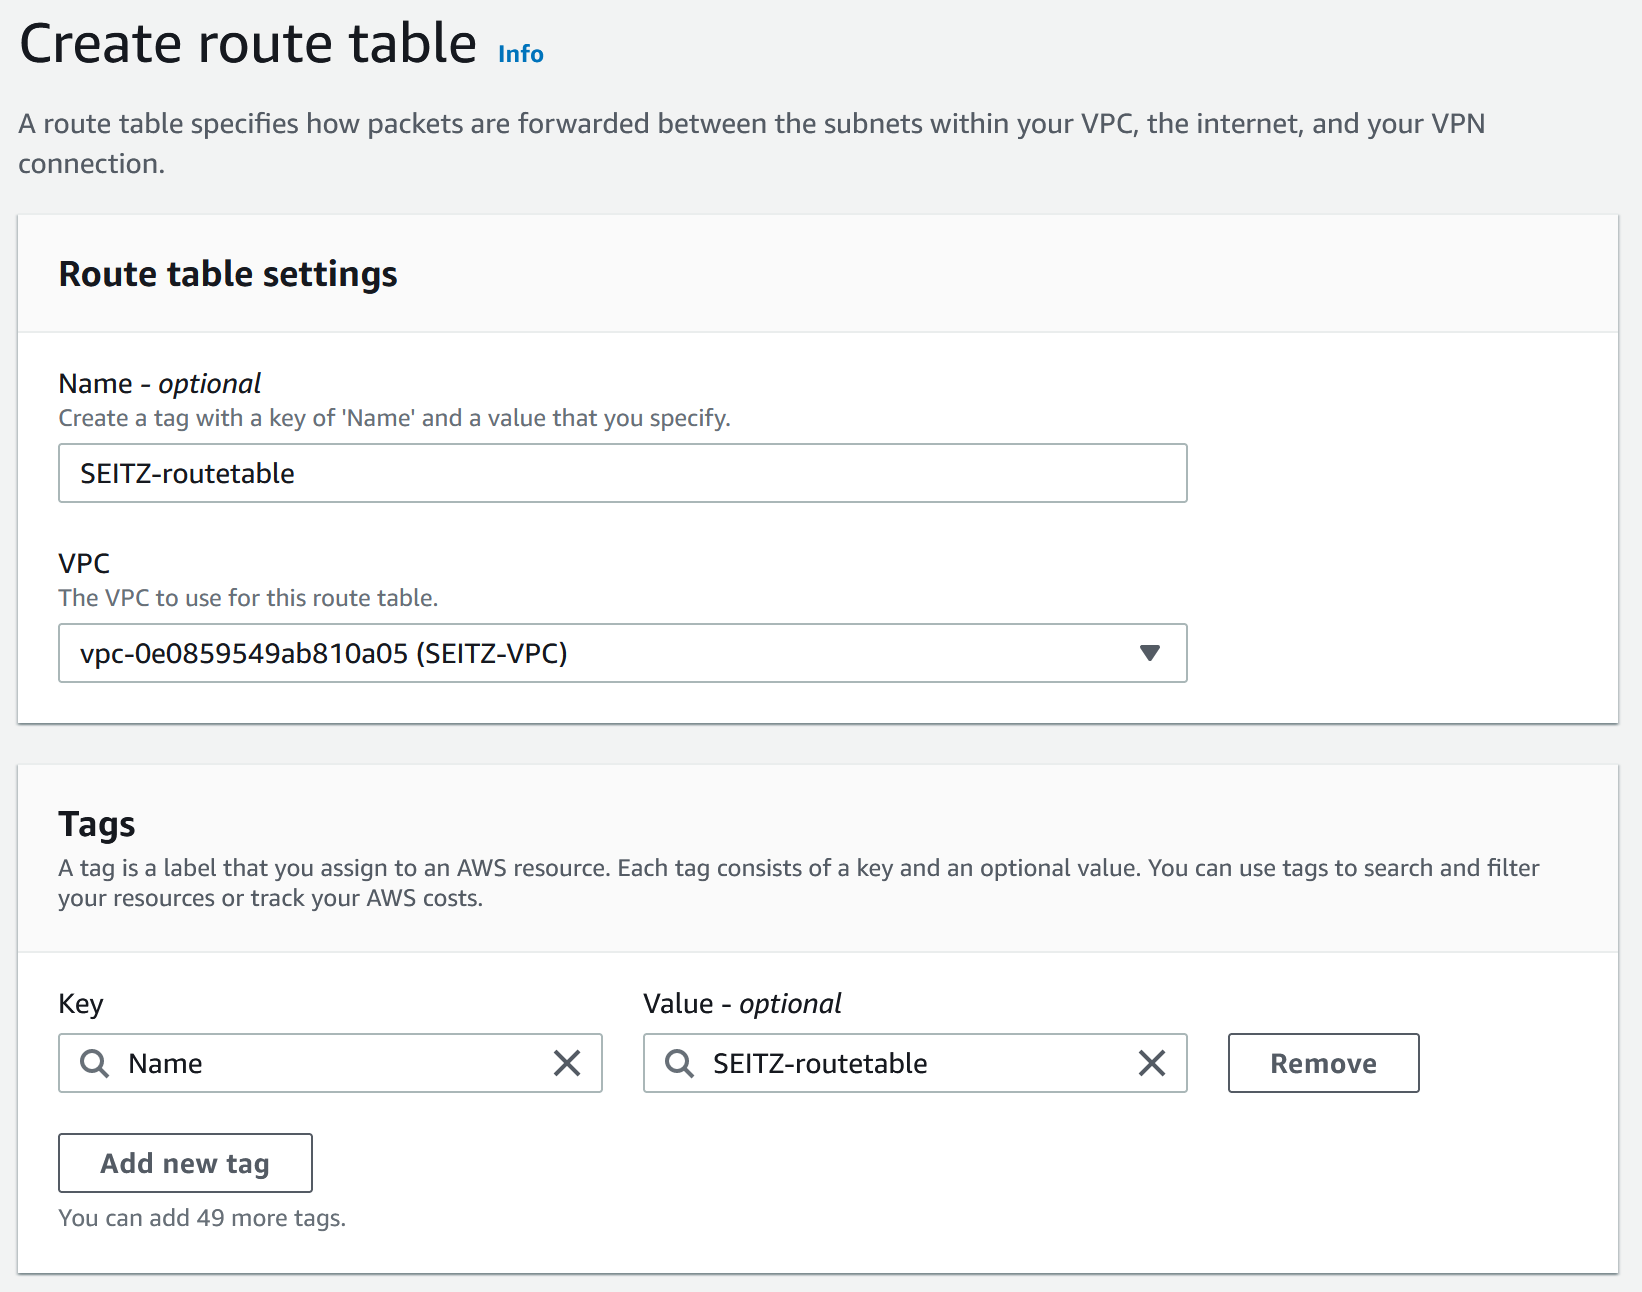 Create route table Info
A route table specifies how packets are forwarded between the subnets within your VPC, the internet, and your VPN
connection.
Route table settings
Name - optional
Create a tag with a key of 'Name' and a value that you specify.
SEITZ-routetable
VPC
The VPC to use for this route table.
vpc-0e0859549ab810a05 (SEITZ-VPC)
Tags
A tag is a label that you assign to an AWS resource. Each tag consists of a key and an optional value. You can use tags to search and filter
your resources or track your AWS costs.
Key Value - optional
Name SEITZ-routetable Remove
Add new tag
You can add 49 more tags.